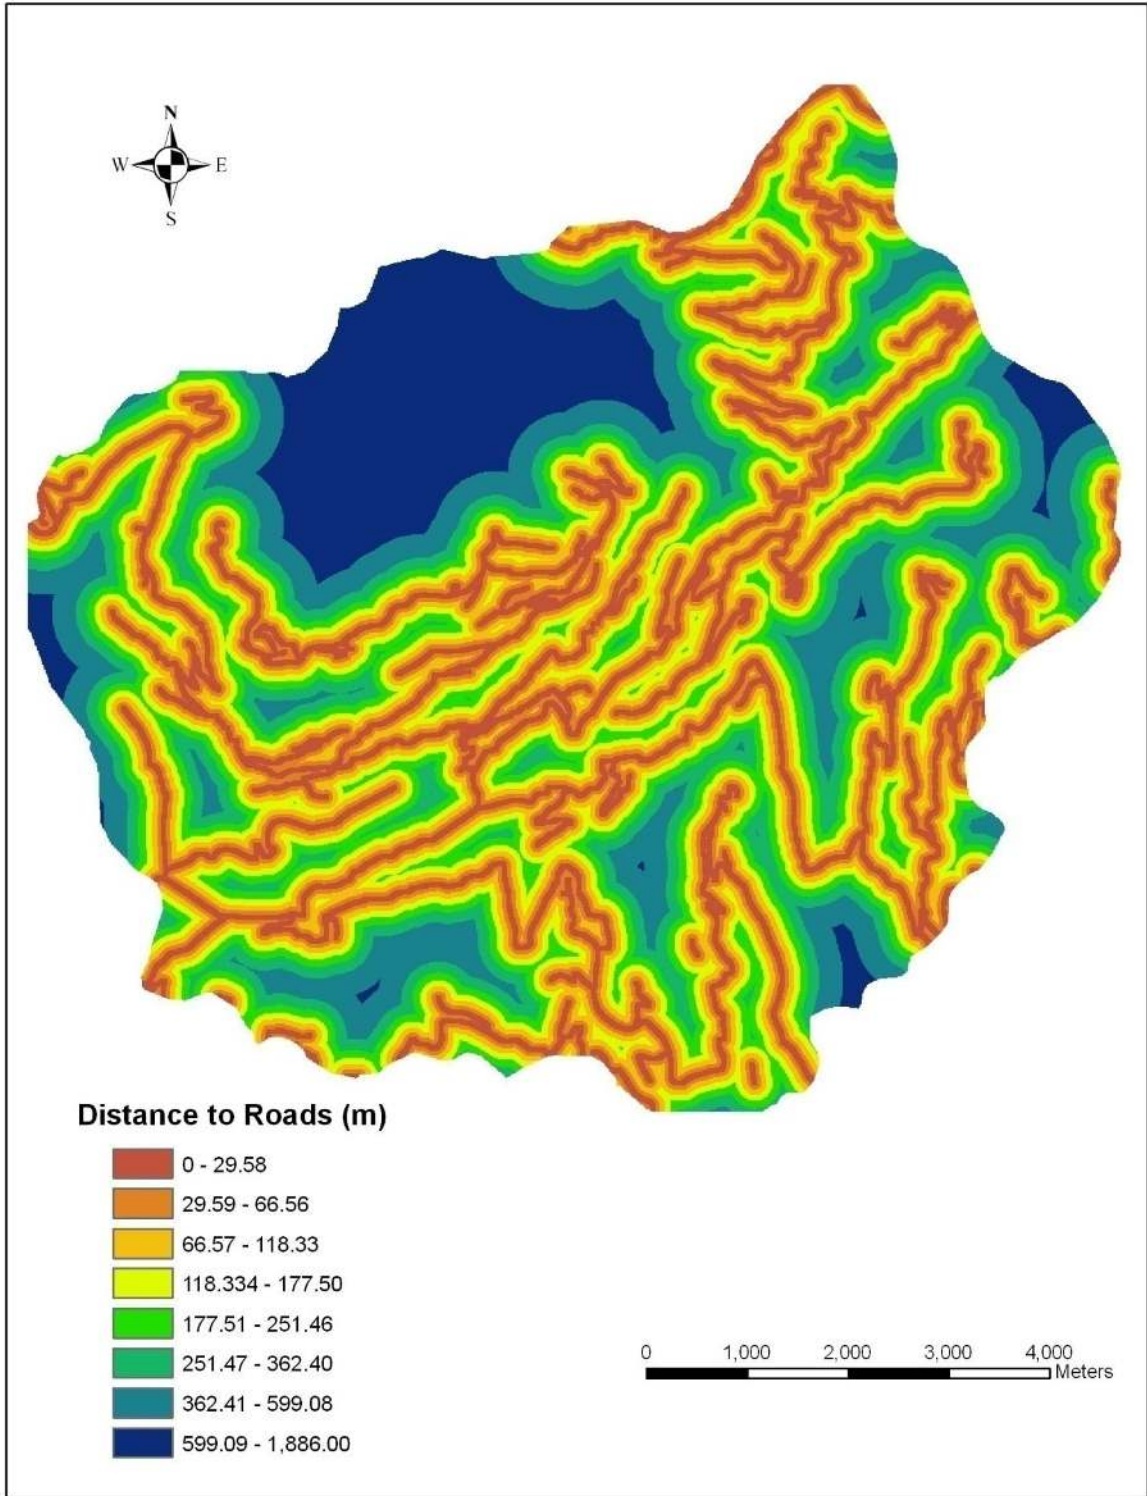 N
W E
S
Distance to Roads (m)
0 - 29.58
29.59 - 66.56
66.57 - 118.33
118.334 - 177.50
177.51 - 251.46
251.47 - 362.40
362.41 - 599.08
599.09 - 1,886.00
0 1,000 2,000 3,000 4,000
Meters